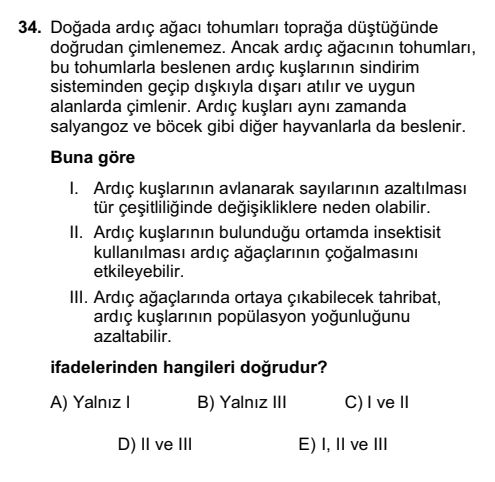 34. Doğada ardıç ağacı tohumları toprağa düştüğünde
doğrudan çimlenemez. Ancak ardıç ağacının tohumları,
bu tohumlarla beslenen ardıç kuşlarının sindirim
sisteminden geçip dışkıyla dışarı atılır ve uygun
alanlarda çimlenir. Ardıç kuşları aynı zamanda
salyangoz ve böcek gibi diğer hayvanlarla da beslenir.
Buna göre
I. Ardıç kuşlarının avlanarak sayılarının azaltılması
tür çeşitliliğinde değişikliklere neden olabilir.
II. Ardıç kuşlarının bulunduğu ortamda insektisit
kullanılması ardıç ağaçlarının çoğalmasını
etkileyebilir.
III. Ardıç ağaçlarında ortaya çıkabilecek tahribat,
ardıç kuşlarının popülasyon yoğunluğunu
azaltabilir.
ifadelerinden hangileri doğrudur?
A) Yalnız I B) Yalnız III C) I ve II
D) II ve III E) I, II ve III